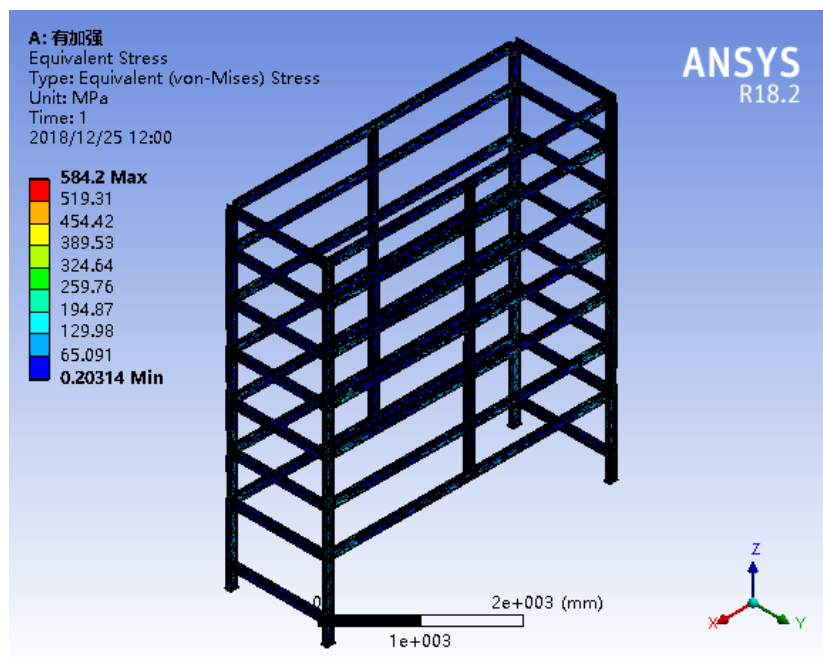 A: 有加强
Equivalent Stress
Type: Equivalent (von-Mises) Stress
Unit: MPa
Time: 1
2018/12/25 12:00
ANSYS
R18.2
584.2 Max
519.31
454.42
389.53
324.64
259.76
194.87
129.98
65.091
0.20314 Min
Z
X
Y
0
2e+003 (mm)
1e+003